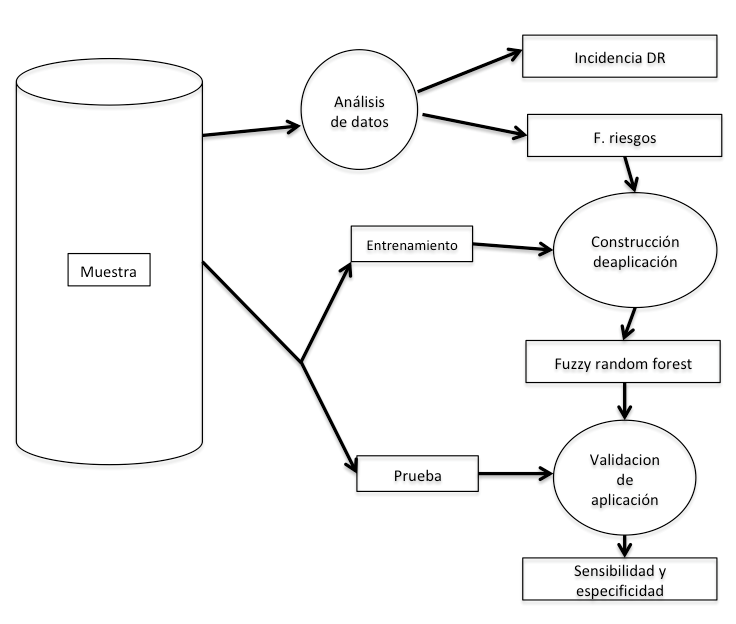 Incidencia DR
Análisis
de datos
F. riesgos
Entrenamiento
Construcción
deaplicación
Muestra
Fuzzy random forest
Prueba
Validacion
de
aplicación
Sensibilidad y
especificidad